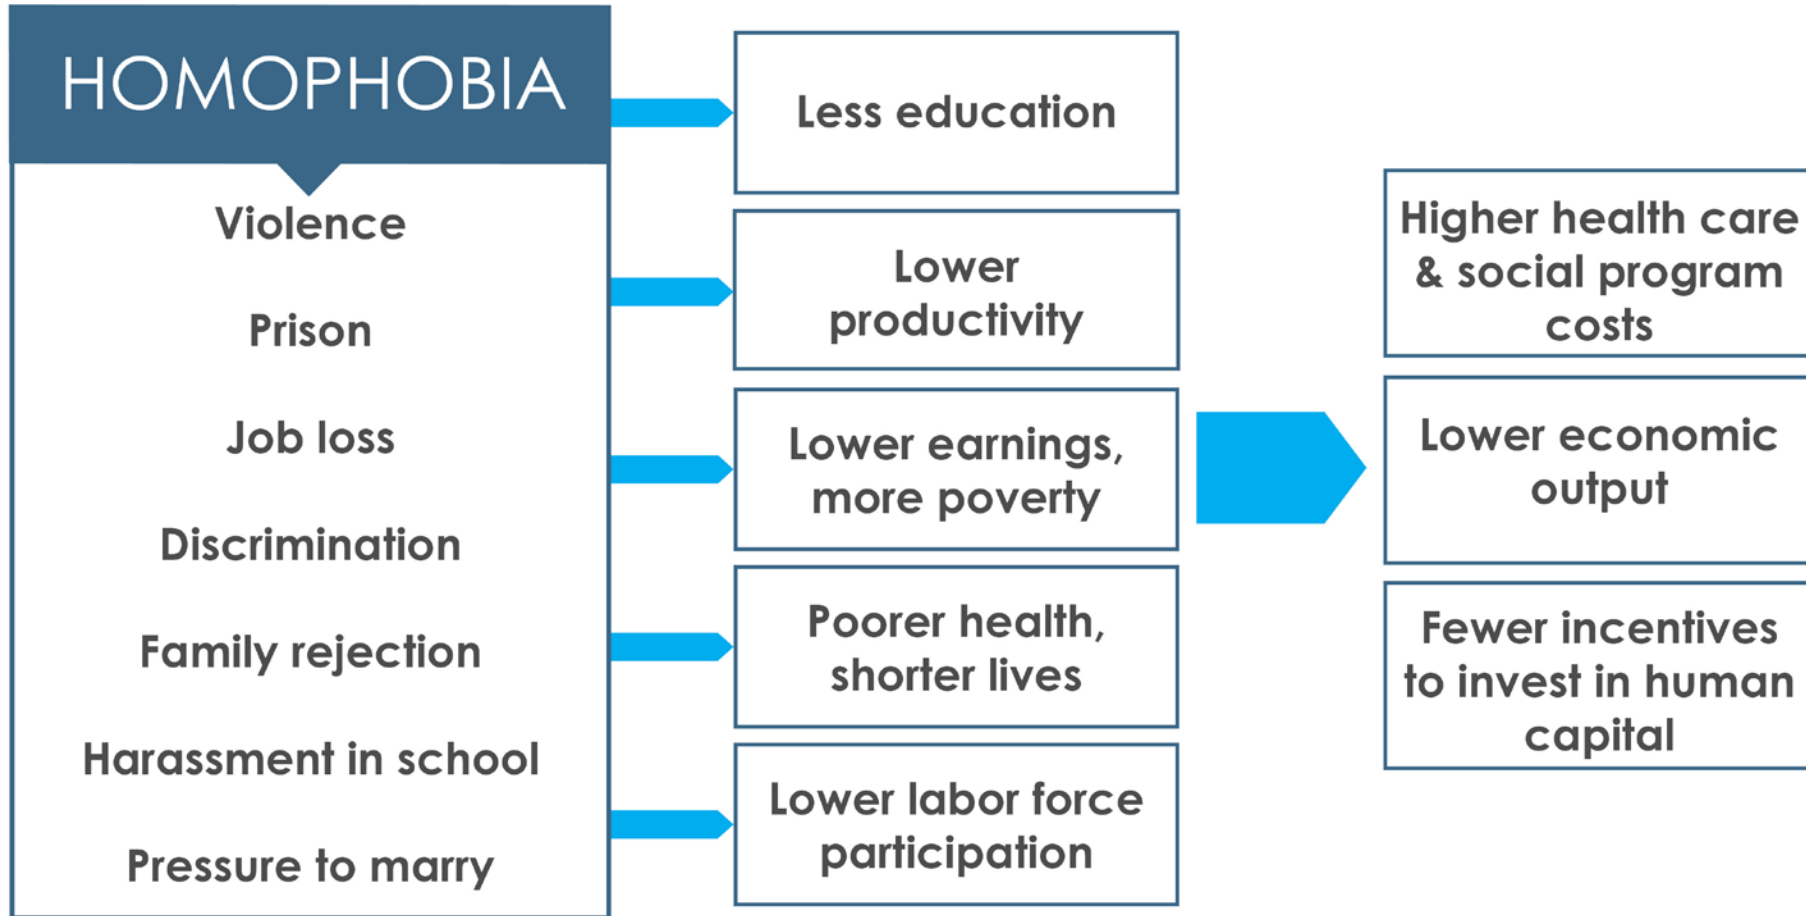 HOMOPHOBIA
Violence
Prison
Job loss
Discrimination
Family rejection
Harassment in school
Pressure to marry
Less education
Lower
productivity
Lower earnings,
more poverty
Poorer health,
shorter lives
Lower labor force
participation
Higher health care
& social program
costs
Lower economic
output
Fewer incentives
to invest in human
capital